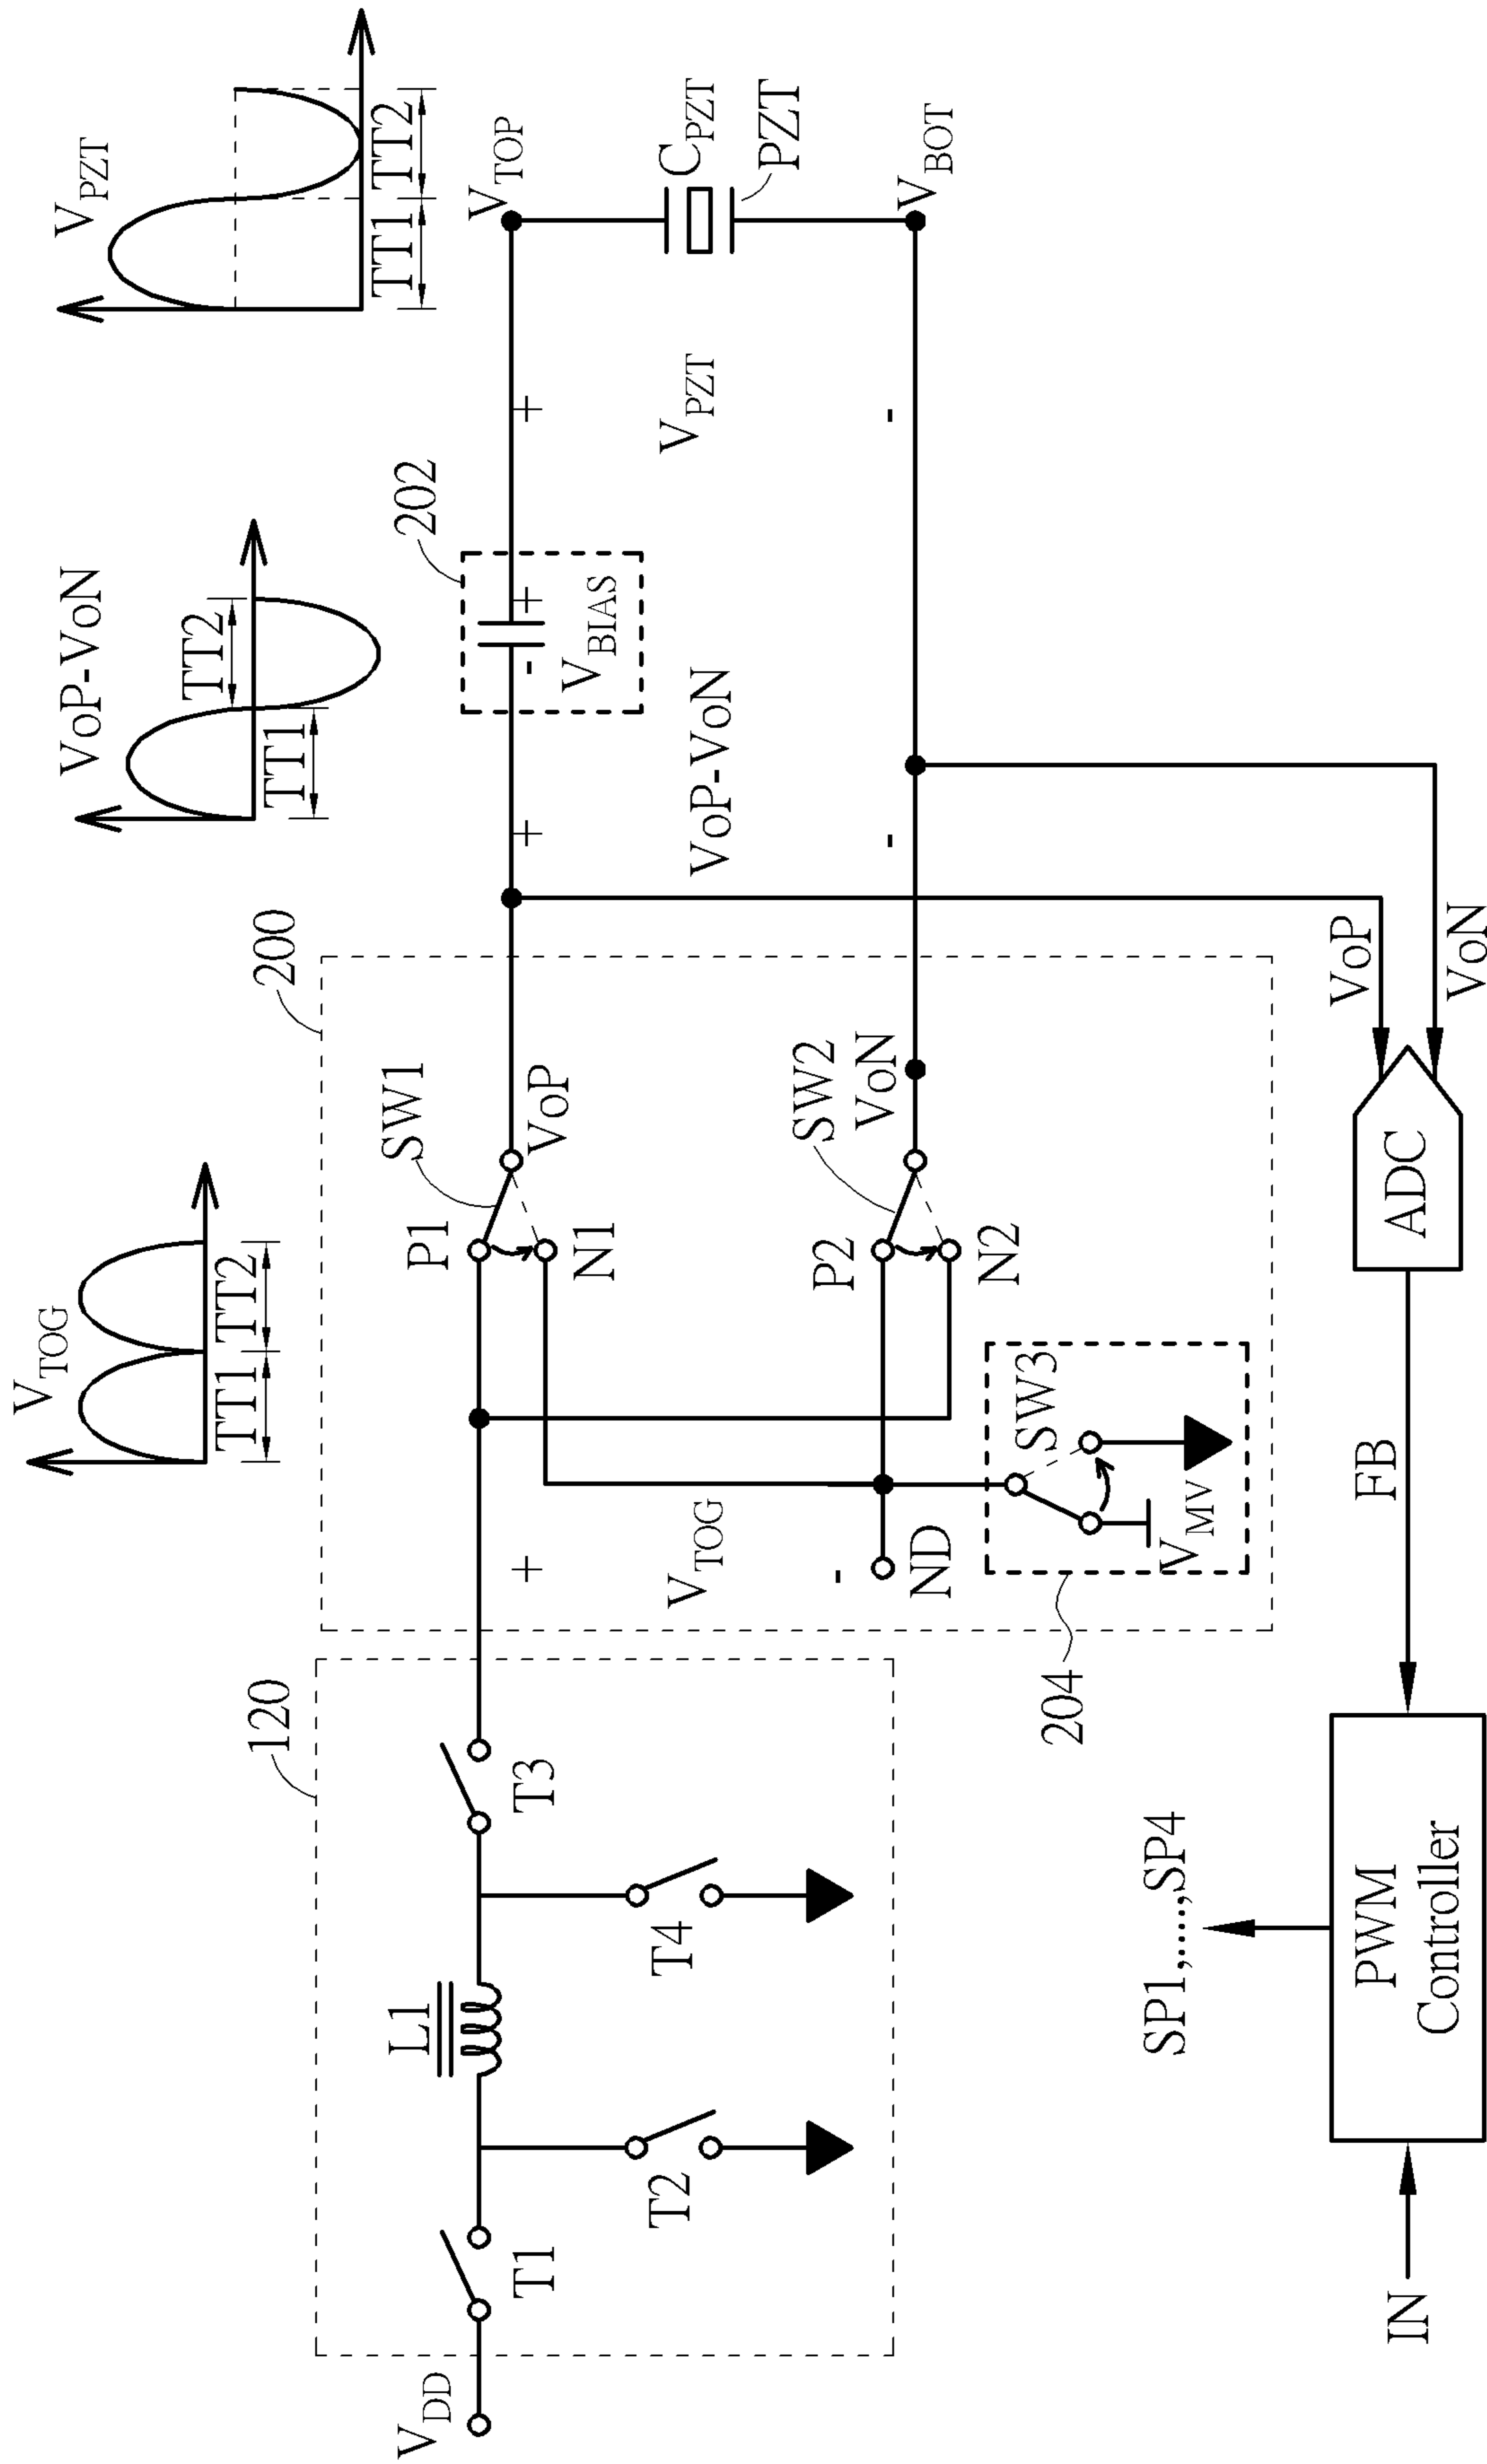 V_TOG
TT1
TT2
VoP-VoN
TT1
TT2
V_PZT
TT1
TT2
120
200
202
V_DD
T1
L1
T3
T2
T4
P1
SW1
N1
VoP
+
V_TOG
-
ND
P2
SW2
VoN
N2
SW3
V_MV
204
+
VoP-VoN
-
- +
V_BIAS
+
V_PZT
-
V_TOP
C_PZT
PZT
V_BOT
SP1,.....,SP4
IN
PWM
Controller
FB
ADC
VoP
VoN